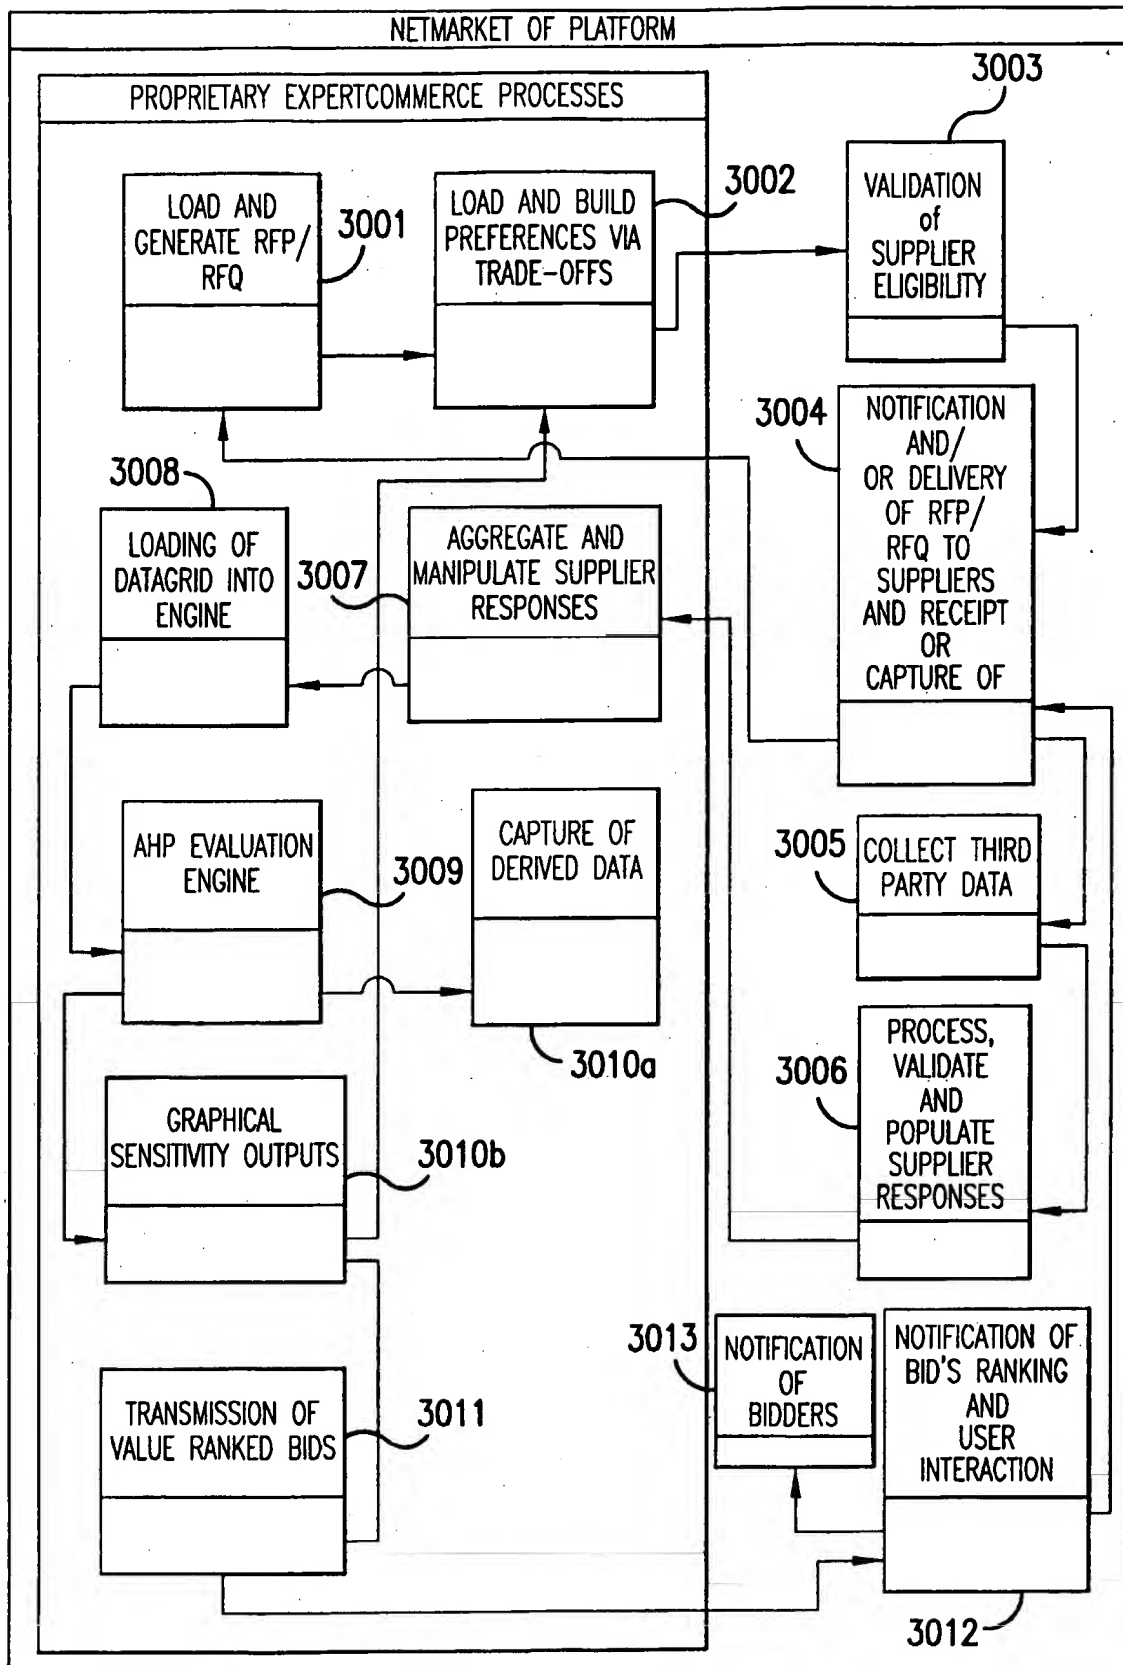 NETMARKET OF PLATFORM
PROPRIETARY EXPERTCOMMERCE PROCESSES
LOAD AND
GENERATE RFP/
RFQ
3001
LOAD AND BUILD
PREFERENCES VIA
TRADE-OFFS
3002
3003
VALIDATION
of
SUPPLIER
ELIGIBILITY
3004
NOTIFICATION
AND/
OR DELIVERY
OF RFP/
RFQ TO
SUPPLIERS
AND RECEIPT
OR
CAPTURE OF
3008
LOADING OF
DATAGRID INTO
ENGINE
3007
AGGREGATE AND
MANIPULATE SUPPLIER
RESPONSES
AHP EVALUATION
ENGINE
3009
CAPTURE OF
DERIVED DATA
3010a
3005
COLLECT THIRD
PARTY DATA
3006
PROCESS,
VALIDATE
AND
POPULATE
SUPPLIER
RESPONSES
GRAPHICAL
SENSITIVITY OUTPUTS
3010b
TRANSMISSION OF
VALUE RANKED BIDS
3011
3013
NOTIFICATION
OF
BIDDERS
NOTIFICATION OF
BID'S RANKING
AND
USER
INTERACTION
3012